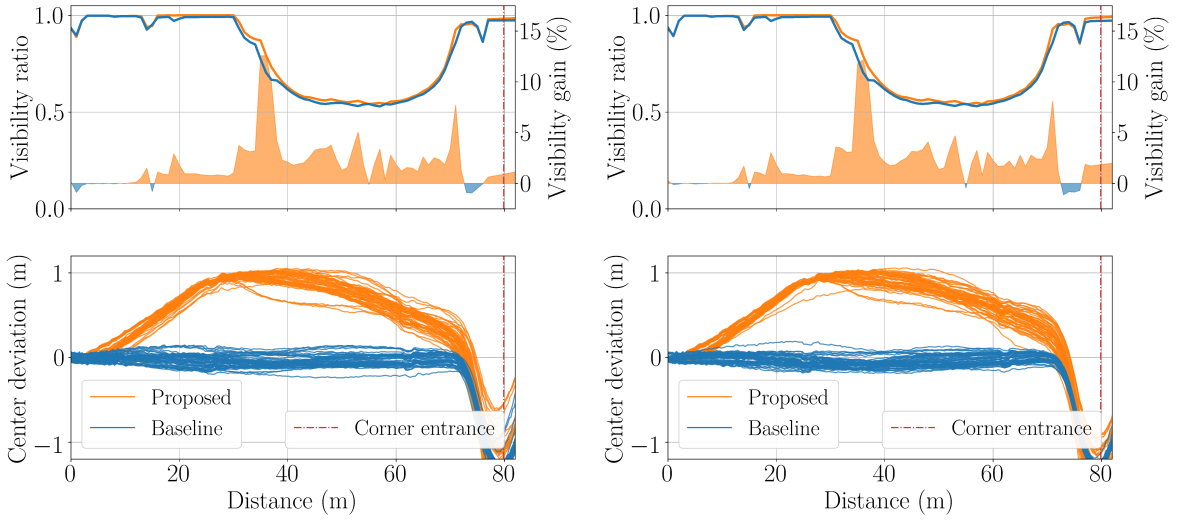 1.0
0.5
0.0
Visibility ratio
15
10
5
0
Visibility gain (%)
1.0
0.5
0.0
Visibility ratio
15
10
5
0
Visibility gain (%)
1
0
−1
Center deviation (m)
Proposed
Baseline
Corner entrance
0 20 40 60 80
Distance (m)
1
0
−1
Center deviation (m)
Proposed
Baseline
Corner entrance
0 20 40 60 80
Distance (m)